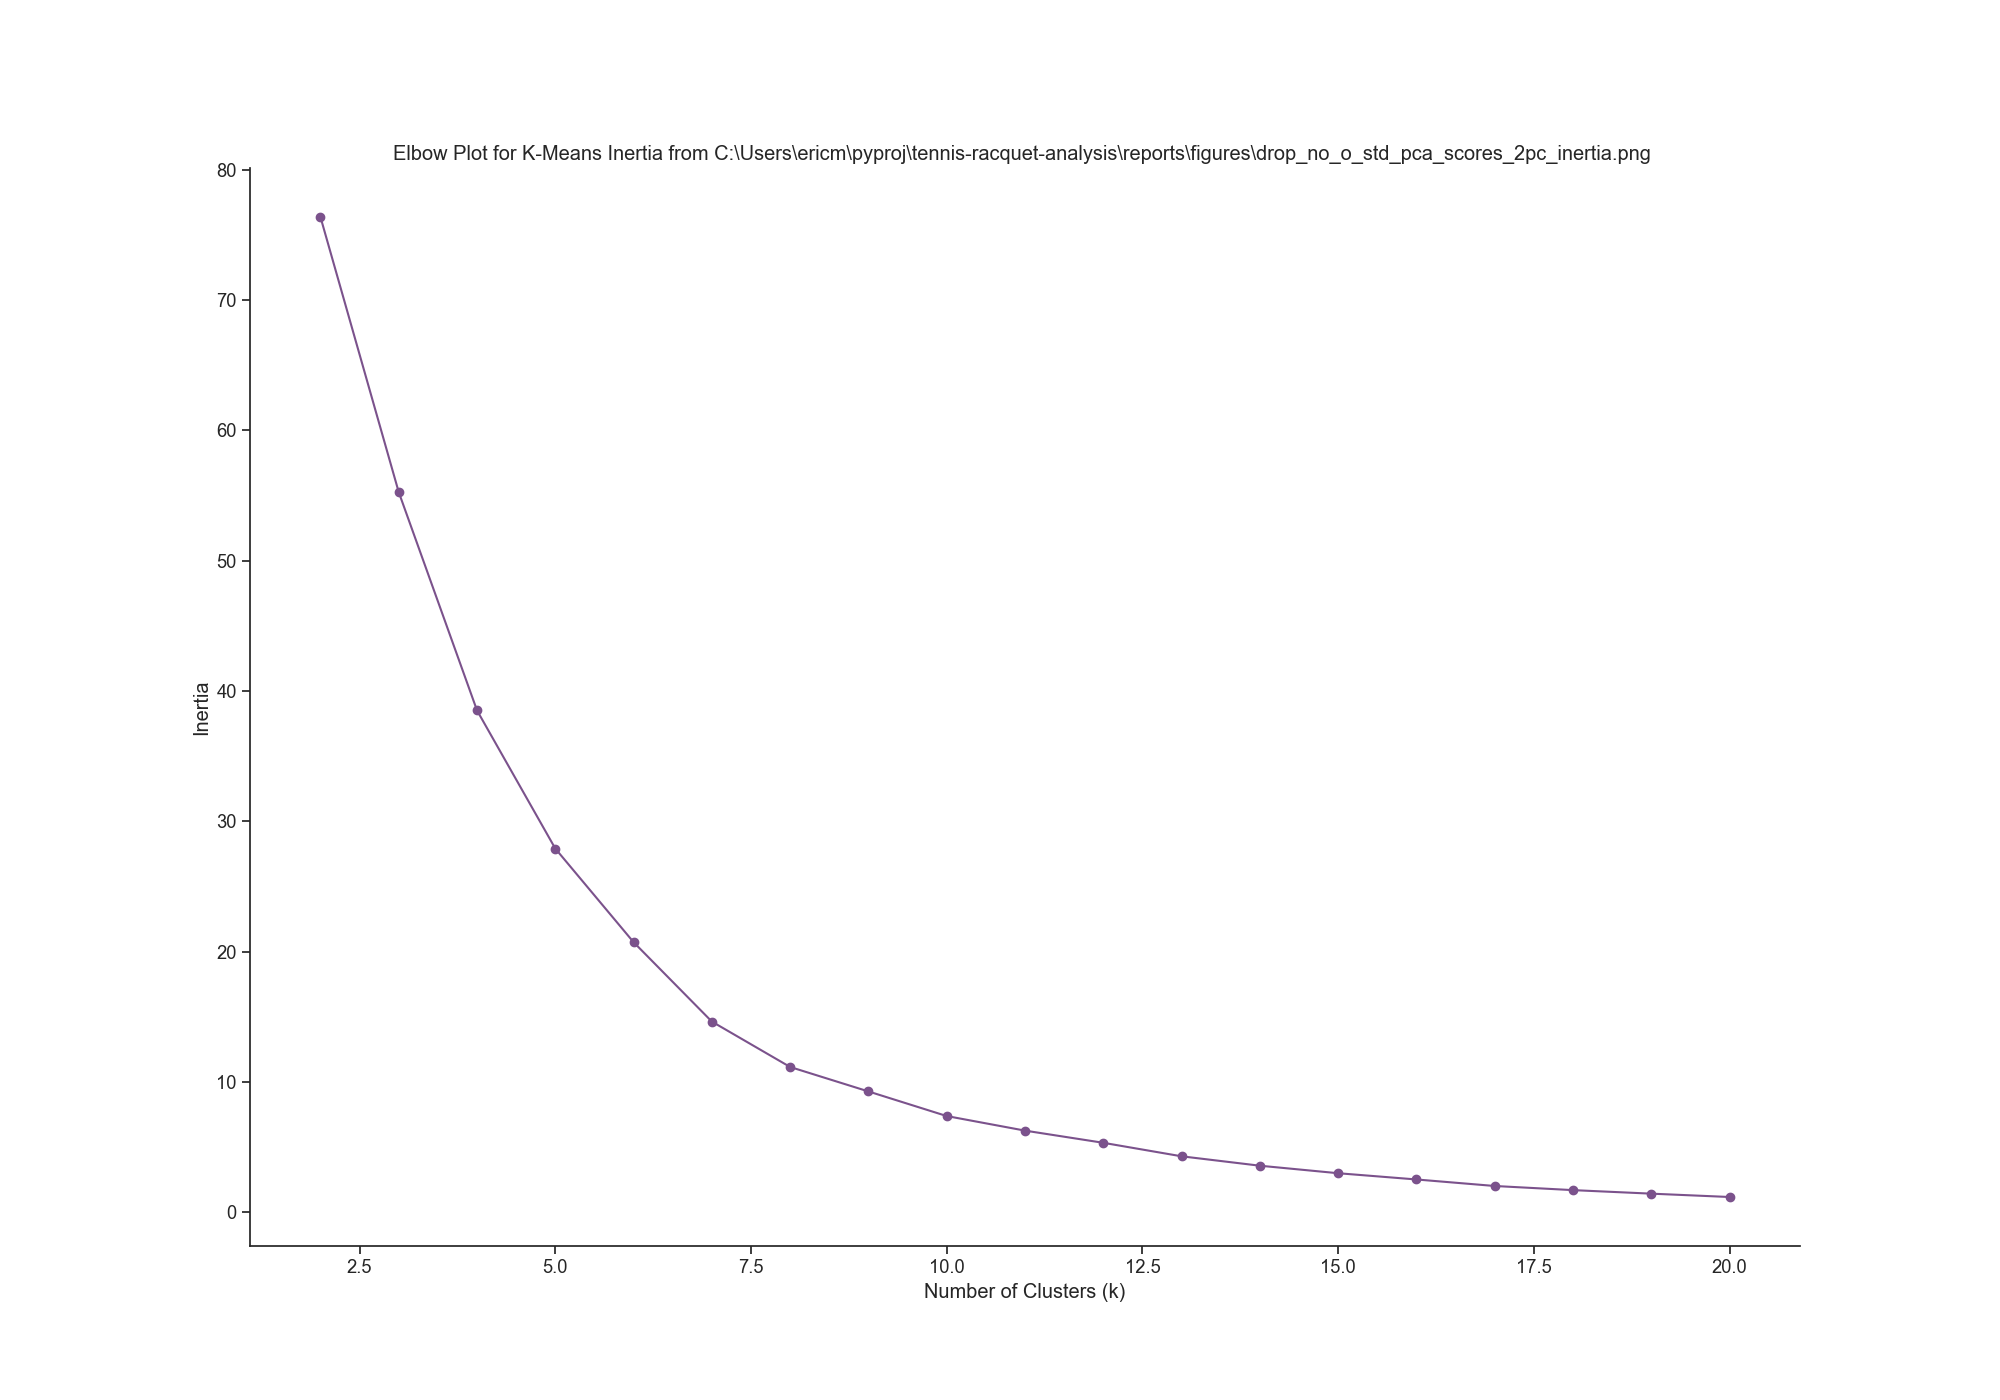 Elbow Plot for K-Means Inertia from C:\Users\ericm\pyproj\tennis-racquet-analysis\reports\figures\drop_no_o_std_pca_scores_2pc_inertia.png
80
70
60
50
40
30
20
10
0
Inertia
2.5 5.0 7.5 10.0 12.5 15.0 17.5 20.0
Number of Clusters (k)